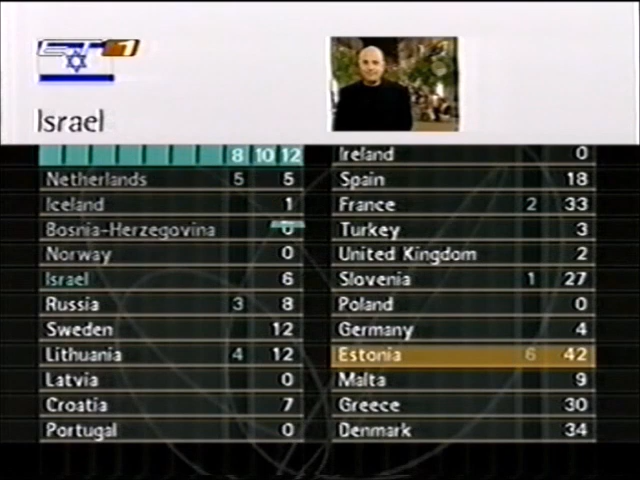 ET1
Israel
8 10 12
Netherlands 5 5
Iceland 1
Bosnia-Herzegovina
Norway 0
Israel 6
Russia 3 8
Sweden 12
Lithuania 4 12
Latvia 0
Croatia 7
Portugal 0
Ireland 0
Spain 18
France 2 33
Turkey 3
United Kingdom 2
Slovenia 1 27
Poland 0
Germany 4
Estonia 6 42
Malta 9
Greece 30
Denmark 34